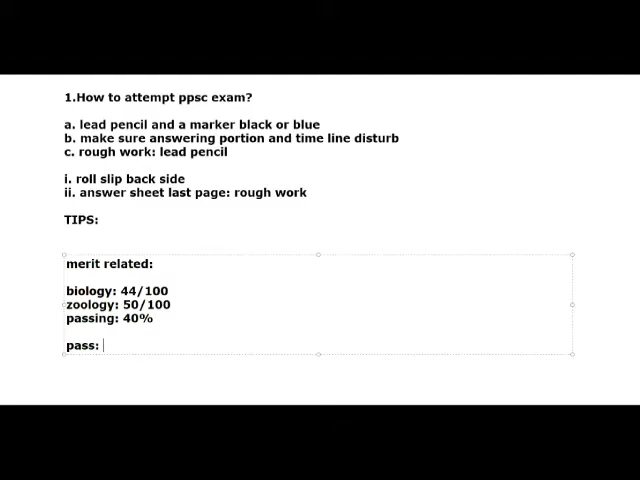 1.How to attempt ppsc exam?
a. lead pencil and a marker black or blue
b. make sure answering portion and time line disturb
c. rough work: lead pencil
i. roll slip back side
ii. answer sheet last page: rough work
TIPS:
merit related:
biology: 44/100
zoology: 50/100
passing: 40%
pass: